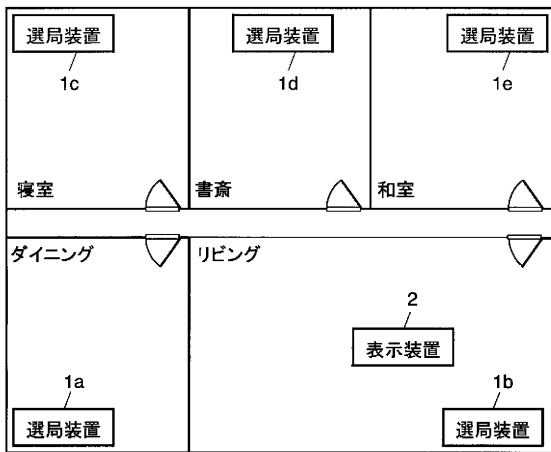 選局装置
選局装置
選局装置
1c
1d
1e
寝室
書斎
和室
ダイニング
リビング
2
表示装置
1a
1b
選局装置
選局装置